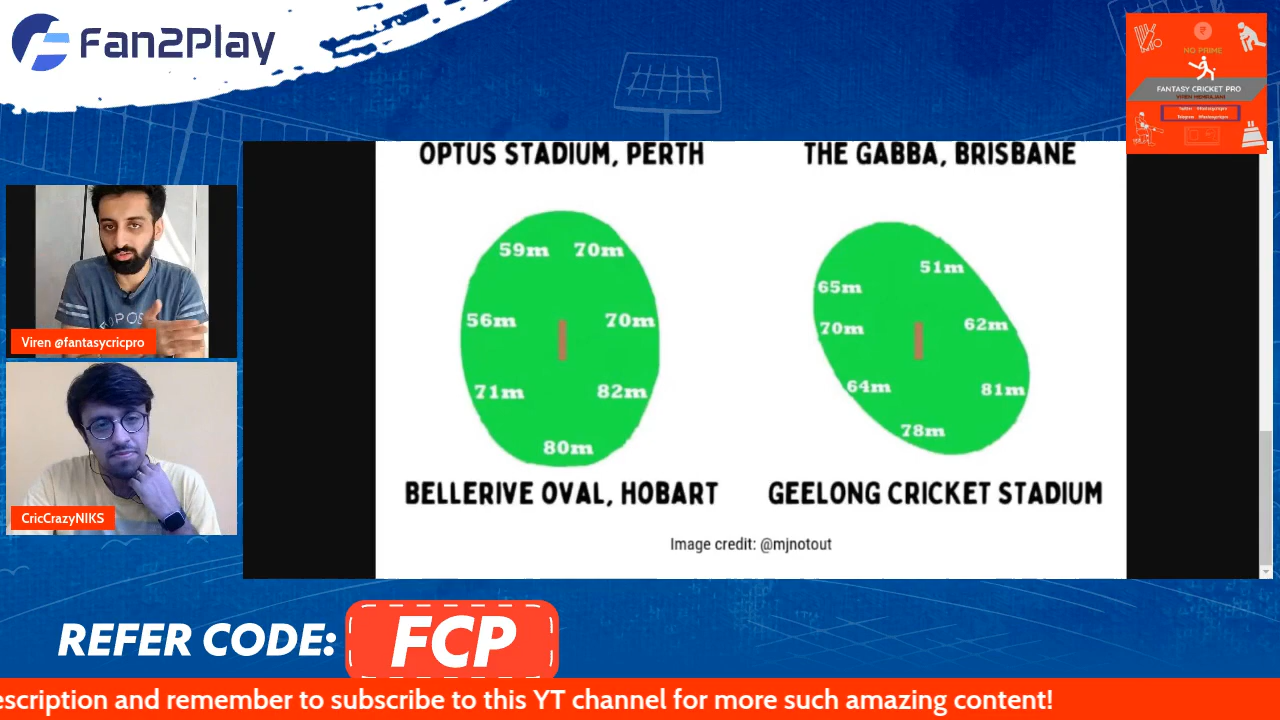 Fan2Play
NO PRIME
FANTASY CRICKET PRO
OPTUS STADIUM, PERTH
THE GABBA, BRISBANE
59m 70m
56m 70m
71m 82m
80m
BELLERIVE OVAL, HOBART
51m
65m
70m 62m
64m 81m
78m
GEELONG CRICKET STADIUM
Image credit: @mjnotout
Viren @fantasycricpro
CricCrazyNIKS
REFER CODE: FCP
escription and remember to subscribe to this YT channel for more such amazing content!